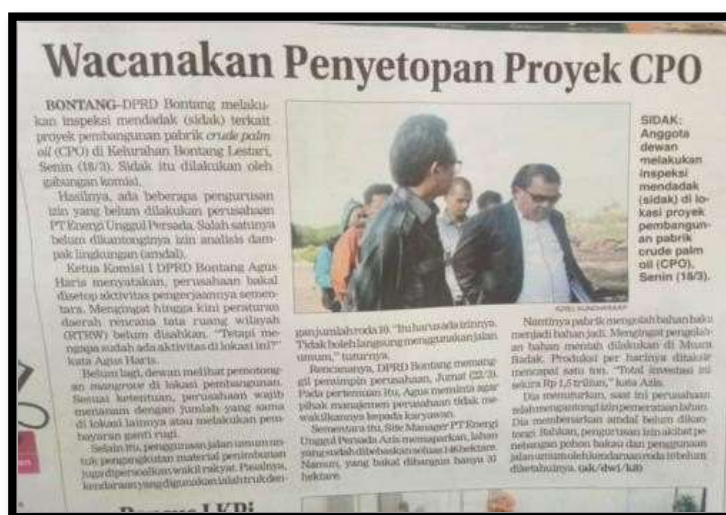 Wacanakan Penyetopan Proyek CPO
BONTANG–DPRD Bontang melaku-
kan inspeksi mendadak (sidak) terkait
proyek pembangunan pabrik crude palm
oil (CPO) di Kelurahan Bontang Lestari,
Senin (18/3). Sidak itu dilakukan oleh
gabungan komisi.
Hasilnya, ada beberapa pengurusan
izin yang belum dilakukan perusahaan
PT Energi Unggul Persada. Salah satunya
belum dikantonginya izin analisis dam-
pak lingkungan (amdal).
Ketua Komisi I DPRD Bontang Agus
Haris menyatakan, perusahaan bakal
disetop aktivitas pengerjaannya semen-
tara. Mengingat hingga kini peraturan
daerah rencana tata ruang wilayah
(RTRW) belum disahkan. "Tetapi me-
ngapa sudah ada aktivitas di lokasi ini?"
kata Agus Haris.
Belum lagi, dewan melihat pemotong-
an mangrove di lokasi pembangunan.
Sesuai ketentuan, perusahaan wajib
menanam dengan jumlah yang sama
di lokasi lainnya atau melakukan pem-
bayaran ganti rugi.
Selain itu, penggunaan jalan umum un-
tuk pengangkutan material penimbunan
juga dipersoalkan wakil rakyat. Pasalnya,
kendaraan yang digunakan ialah truk den-
SIDAK:
Anggota
dewan
melakukan
inspeksi
mendadak
(sidak) di lo-
kasi proyek
pembangun-
an pabrik
crude palm
oil (CPO),
Senin (18/3).
gan jumlah roda 10. "Itu harus ada izinnya.
Tidak boleh langsung menggunakan jalan
umum," tuturnya.
Rencananya, DPRD Bontang memang-
gil pemimpin perusahaan, Jumat (22/3).
Pada pertemuan itu, Agus meminta agar
pihak manajemen perusahaan tidak me-
wakilkannya kepada karyawan.
Sementara itu, Site Manager PT Energi
Unggul Persada Azis memaparkan, lahan
yang sudah dibebaskan seluas 146 hektare.
Namun, yang bakal dibangun hanya 37
hektare.
Nantinya pabrik mengolah bahan baku
menjadi bahan jadi. Mengingat pengolah-
an bahan mentah dilakukan di Muara
Badak. Produksi per harinya ditaksir
mencapai satu ton. "Total investasi ini
sekira Rp 1,5 triliun," kata Azis.
Dia menuturkan, saat ini perusahaan
telah mengantongi izin pemerataan lahan.
Dia membenarkan amdal belum dikan-
tongi. Bahkan, pengurusan izin akibat pe-
nebangan pohon bakau dan penggunaan
jalan umum oleh kendaraan roda 10 belum
diketahuinya. (ak/dwi/k8)